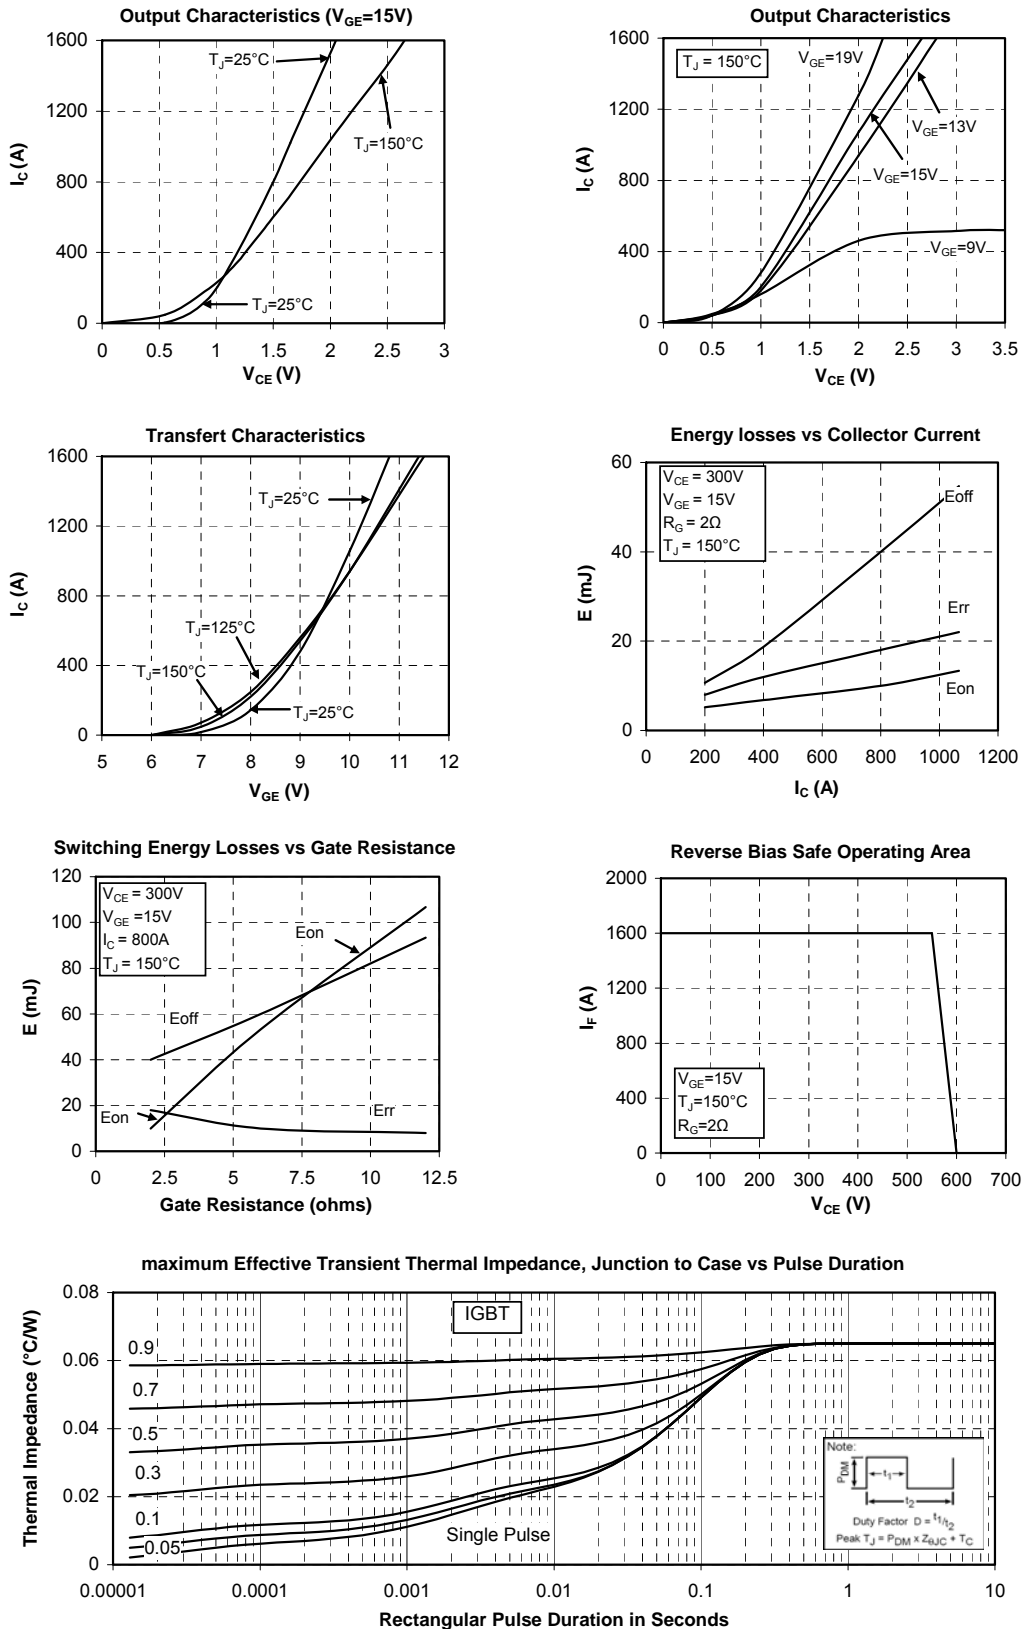 Output Characteristics (VGE=15V)
1600
1200
800
400
0
0 0.5 1 1.5 2 2.5 3
IC (A)
VCE (V)
TJ=25°C
TJ=150°C
TJ=25°C
Output Characteristics
1600
1200
800
400
0
0 0.5 1 1.5 2 2.5 3 3.5
IC (A)
VCE (V)
TJ = 150°C
VGE=19V
VGE=13V
VGE=15V
VGE=9V
Transfert Characteristics
1600
1200
800
400
0
5 6 7 8 9 10 11 12
IC (A)
VGE (V)
TJ=25°C
TJ=125°C
TJ=150°C
TJ=25°C
Energy losses vs Collector Current
60
40
20
0
0 200 400 600 800 1000 1200
E (mJ)
IC (A)
VCE = 300V
VGE = 15V
RG = 2Ω
TJ = 150°C
Eoff
Err
Eon
Switching Energy Losses vs Gate Resistance
120
100
80
60
40
20
0
0 2.5 5 7.5 10 12.5
E (mJ)
Gate Resistance (ohms)
VCE = 300V
VGE =15V
IC = 800A
TJ = 150°C
Eon
Eoff
Eon
Err
Reverse Bias Safe Operating Area
2000
1600
1200
800
400
0
0 100 200 300 400 500 600 700
IF (A)
VCE (V)
VGE=15V
TJ=150°C
RG=2Ω
maximum Effective Transient Thermal Impedance, Junction to Case vs Pulse Duration
0.08
0.06
0.04
0.02
0
0.00001 0.0001 0.001 0.01 0.1 1 10
Thermal Impedance (°C/W)
Rectangular Pulse Duration in Seconds
IGBT
0.9
0.7
0.5
0.3
0.1
0.05
Single Pulse
Note:
PDM
t1
t2
Duty Factor D = t1/t2
Peak TJ = PDM x ZθJC + TC